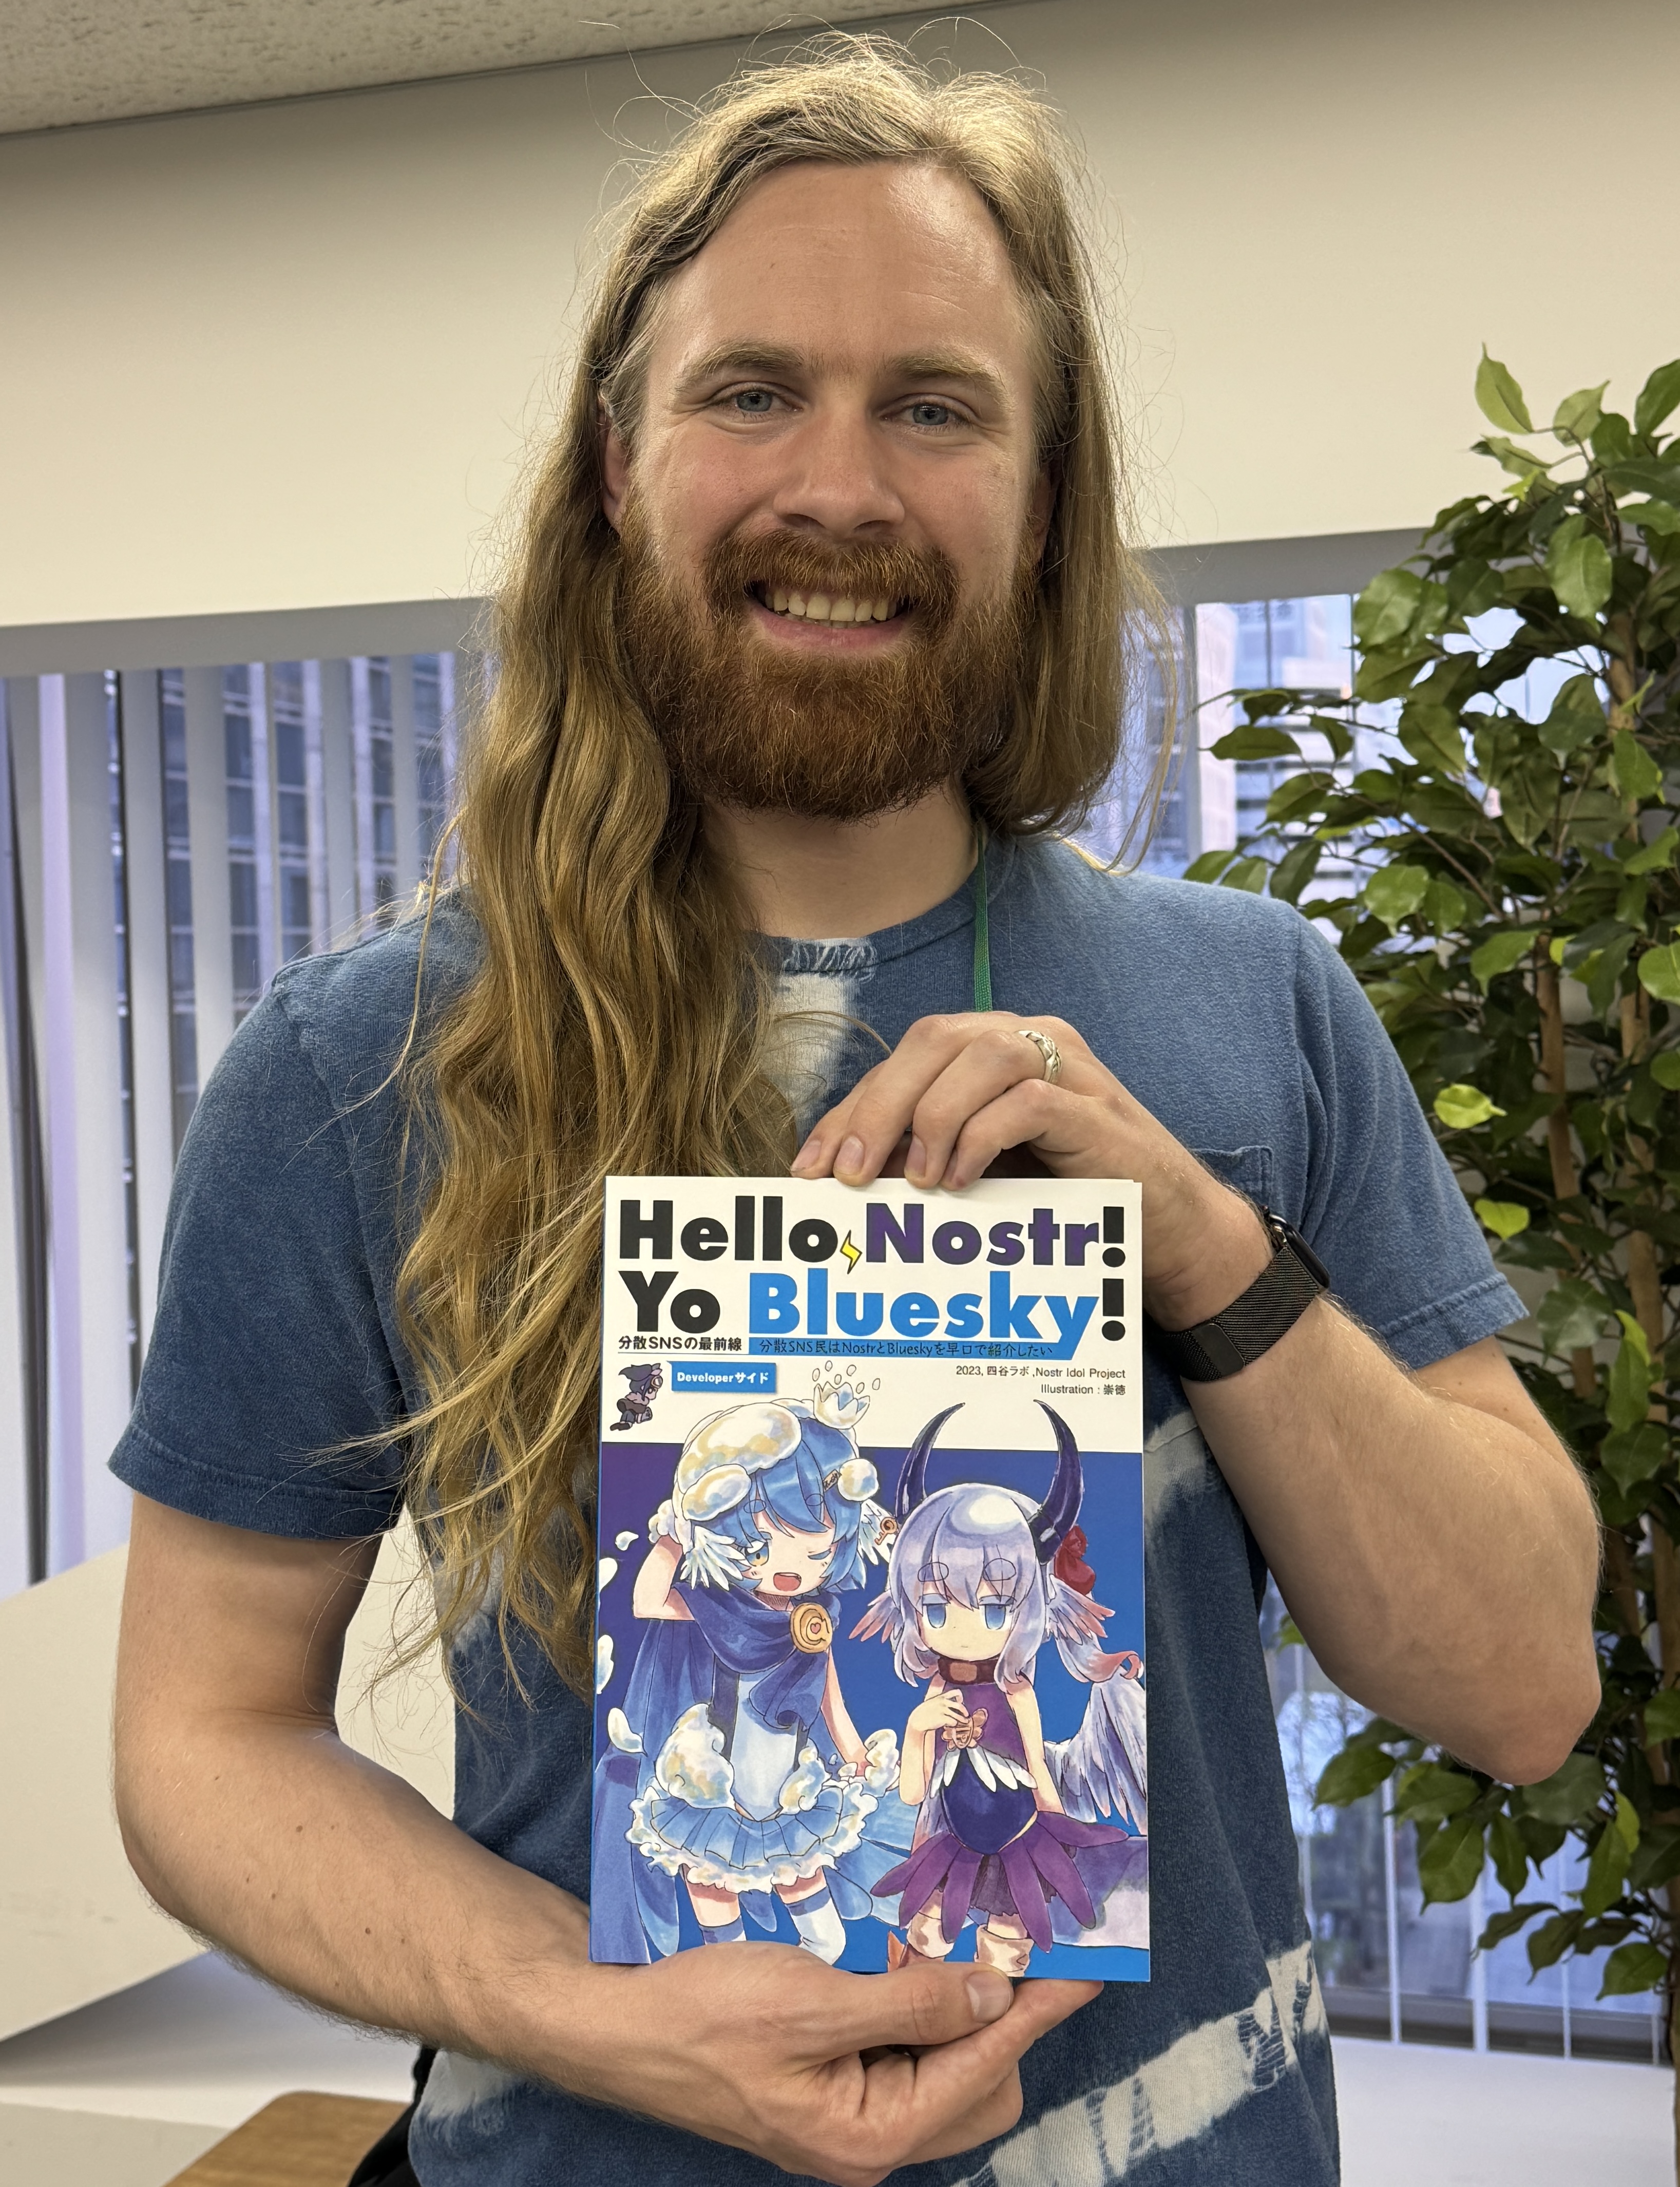 Hello,Nostr!
Yo Bluesky!
分散SNSの最前線
分散SNS民はNostrとBlueskyを早口で紹介したい
Developerサイド
2023, 四谷ラボ ,Nostr Idol Project
Illustration : 崇徳